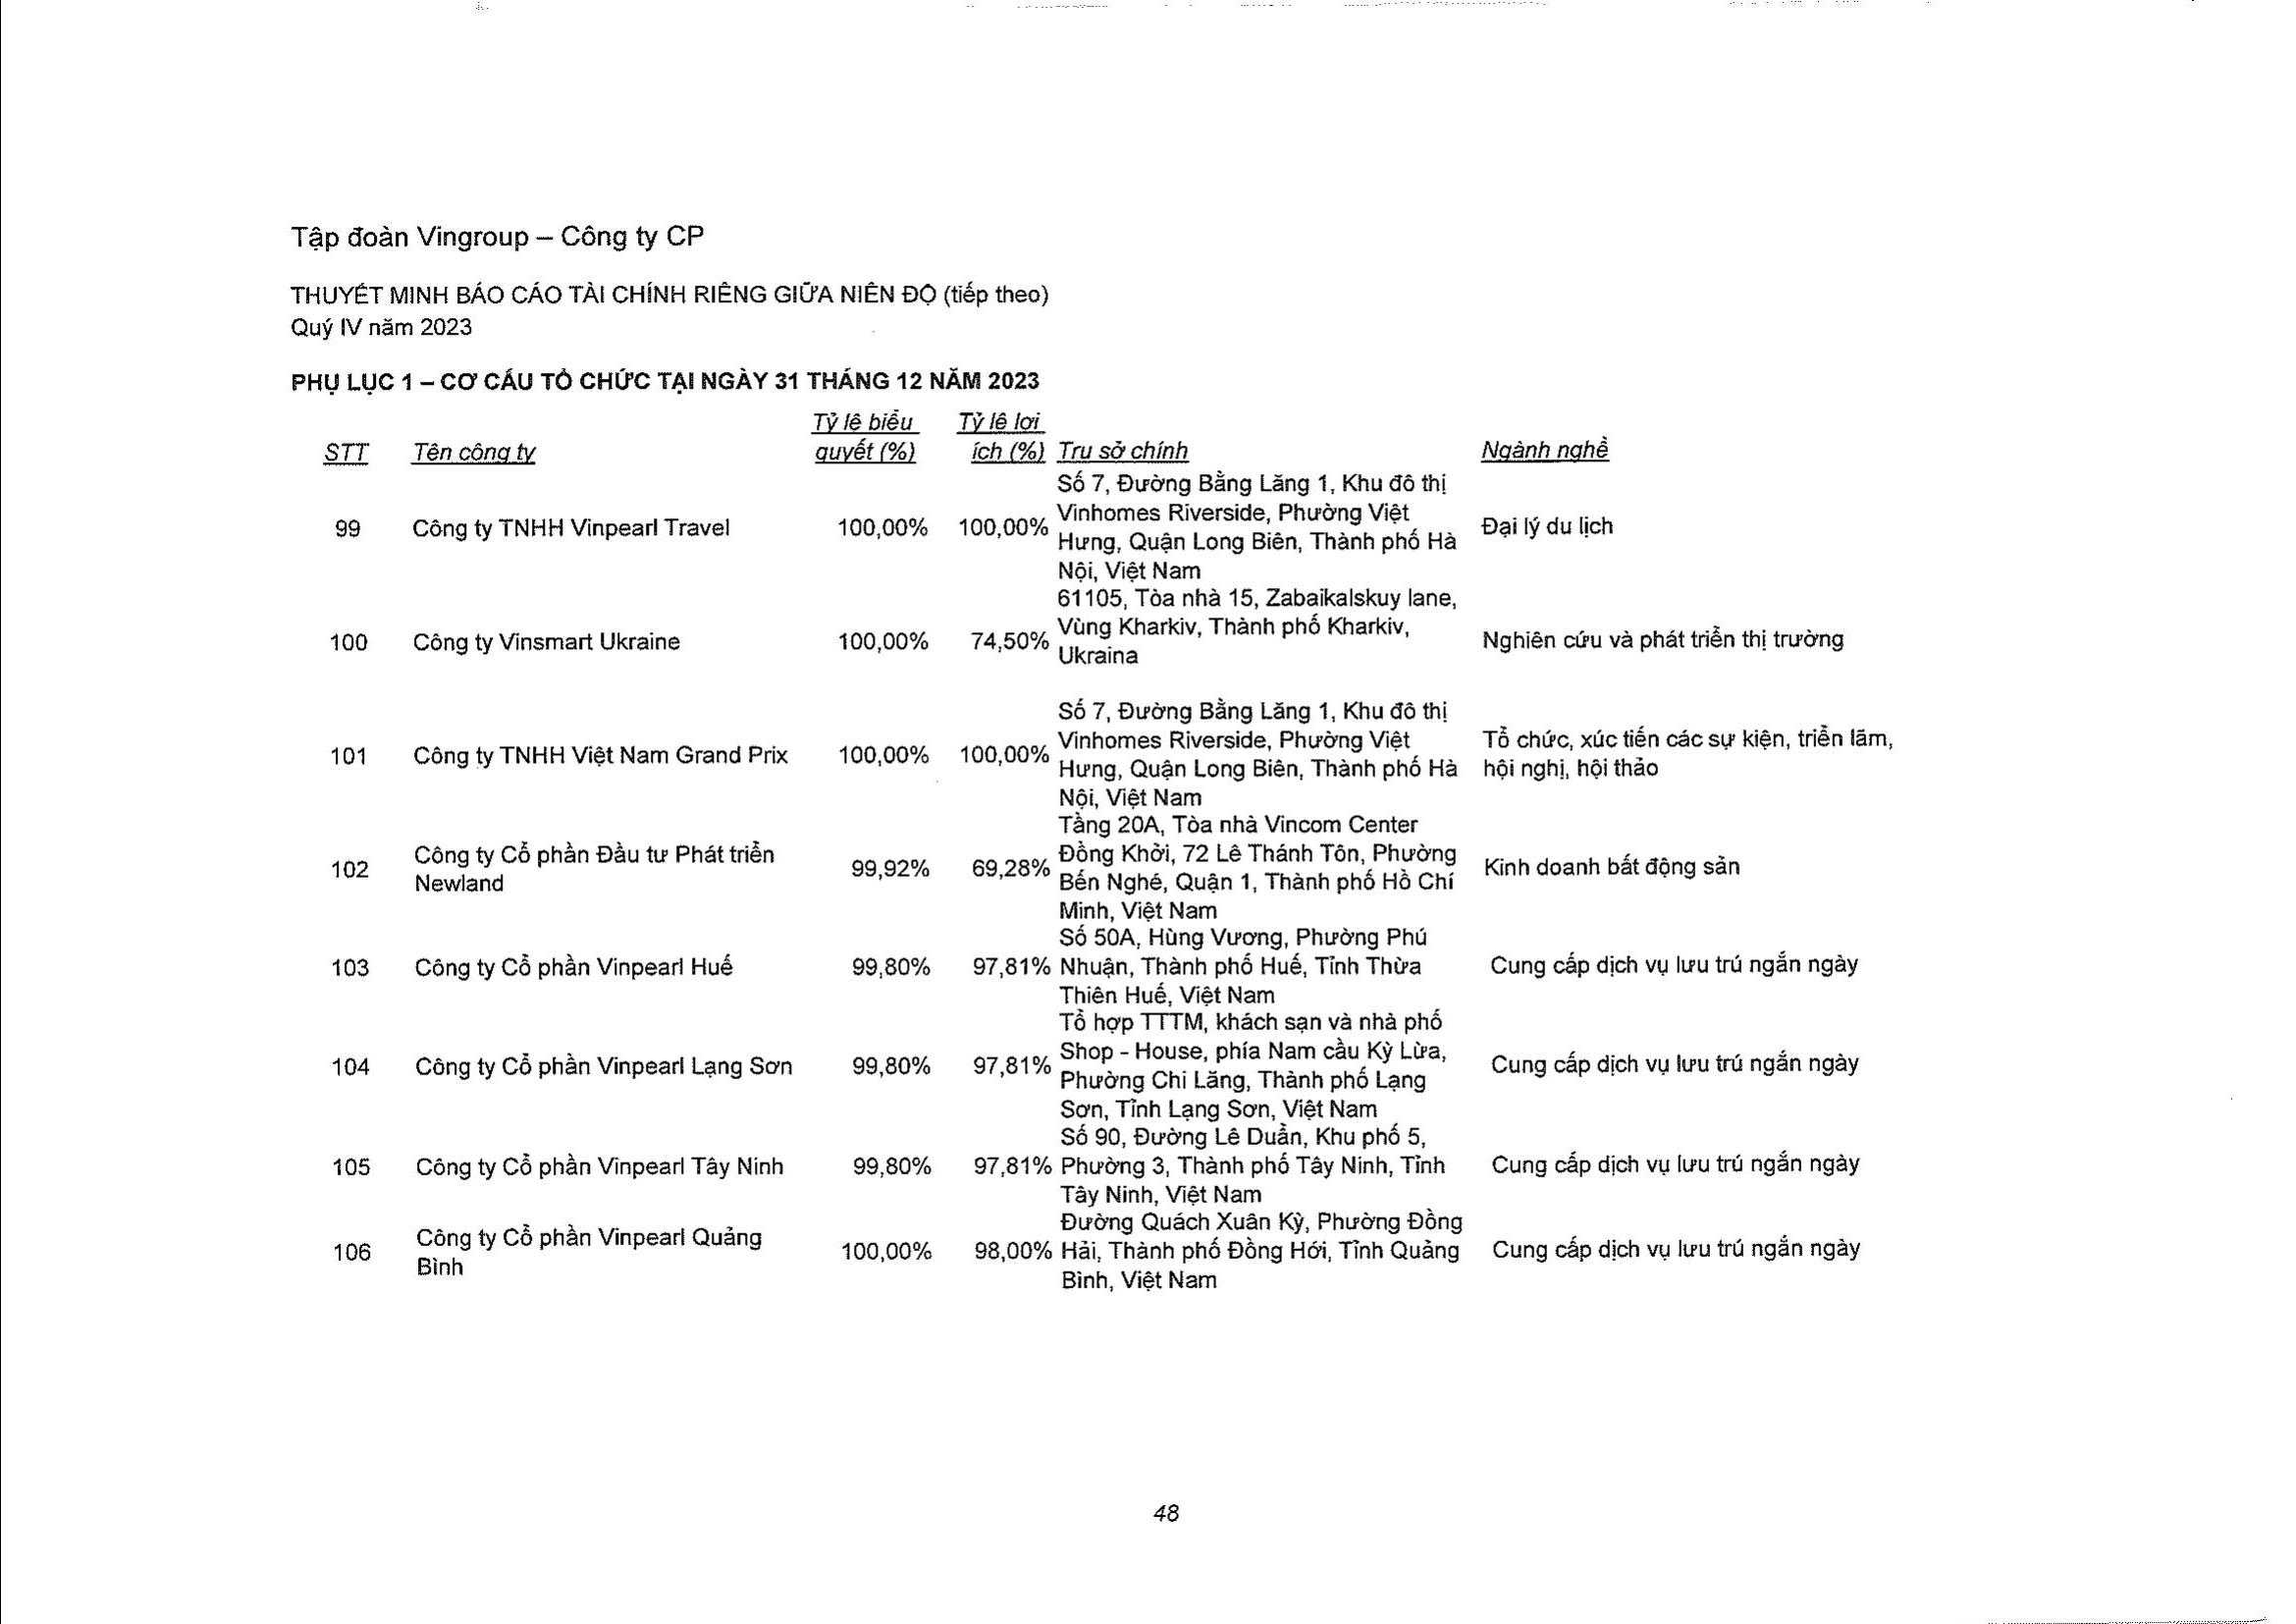 Tập đoàn Vingroup – Công ty CP
THUYẾT MINH BÁO CÁO TÀI CHÍNH RIÊNG GIỮA NIÊN ĐỘ (tiếp theo)
Quý IV năm 2023
PHỤ LỤC 1 – CƠ CẤU TỔ CHỨC TẠI NGÀY 31 THÁNG 12 NĂM 2023
STT Tên công ty Tỷ lệ biểu quyết (%) Tỷ lệ lợi ích (%) Trụ sở chính Ngành nghề
99 Công ty TNHH Vinpearl Travel 100,00% 100,00% Số 7, Đường Bằng Lăng 1, Khu đô thị
Vinhomes Riverside, Phường Việt
Hưng, Quận Long Biên, Thành phố Hà
Nội, Việt Nam
Đại lý du lịch
100 Công ty Vinsmart Ukraine 100,00% 74,50% 61105, Tòa nhà 15, Zabaikalskuy lane,
Vùng Kharkiv, Thành phố Kharkiv,
Ukraina
Nghiên cứu và phát triển thị trường
101 Công ty TNHH Việt Nam Grand Prix 100,00% 100,00% Số 7, Đường Bằng Lăng 1, Khu đô thị
Vinhomes Riverside, Phường Việt
Hưng, Quận Long Biên, Thành phố Hà
Nội, Việt Nam
Tổ chức, xúc tiến các sự kiện, triển lãm,
hội nghị, hội thảo
102 Công ty Cổ phần Đầu tư Phát triển
Newland
99,92% 69,28% Tầng 20A, Tòa nhà Vincom Center
Đồng Khởi, 72 Lê Thánh Tôn, Phường
Bến Nghé, Quận 1, Thành phố Hồ Chí
Minh, Việt Nam
Kinh doanh bất động sản
103 Công ty Cổ phần Vinpearl Huế 99,80% 97,81% Số 50A, Hùng Vương, Phường Phú
Nhuận, Thành phố Huế, Tỉnh Thừa
Thiên Huế, Việt Nam
Cung cấp dịch vụ lưu trú ngắn ngày
104 Công ty Cổ phần Vinpearl Lạng Sơn 99,80% 97,81% Tổ hợp TTTM, khách sạn và nhà phố
Shop - House, phía Nam cầu Kỳ Lừa,
Phường Chi Lăng, Thành phố Lạng
Sơn, Tỉnh Lạng Sơn, Việt Nam
Cung cấp dịch vụ lưu trú ngắn ngày
105 Công ty Cổ phần Vinpearl Tây Ninh 99,80% 97,81% Số 90, Đường Lê Duẩn, Khu phố 5,
Phường 3, Thành phố Tây Ninh, Tỉnh
Tây Ninh, Việt Nam
Cung cấp dịch vụ lưu trú ngắn ngày
106 Công ty Cổ phần Vinpearl Quảng
Bình
100,00% 98,00% Đường Quách Xuân Kỳ, Phường Đồng
Hải, Thành phố Đồng Hới, Tỉnh Quảng
Bình, Việt Nam
Cung cấp dịch vụ lưu trú ngắn ngày
48